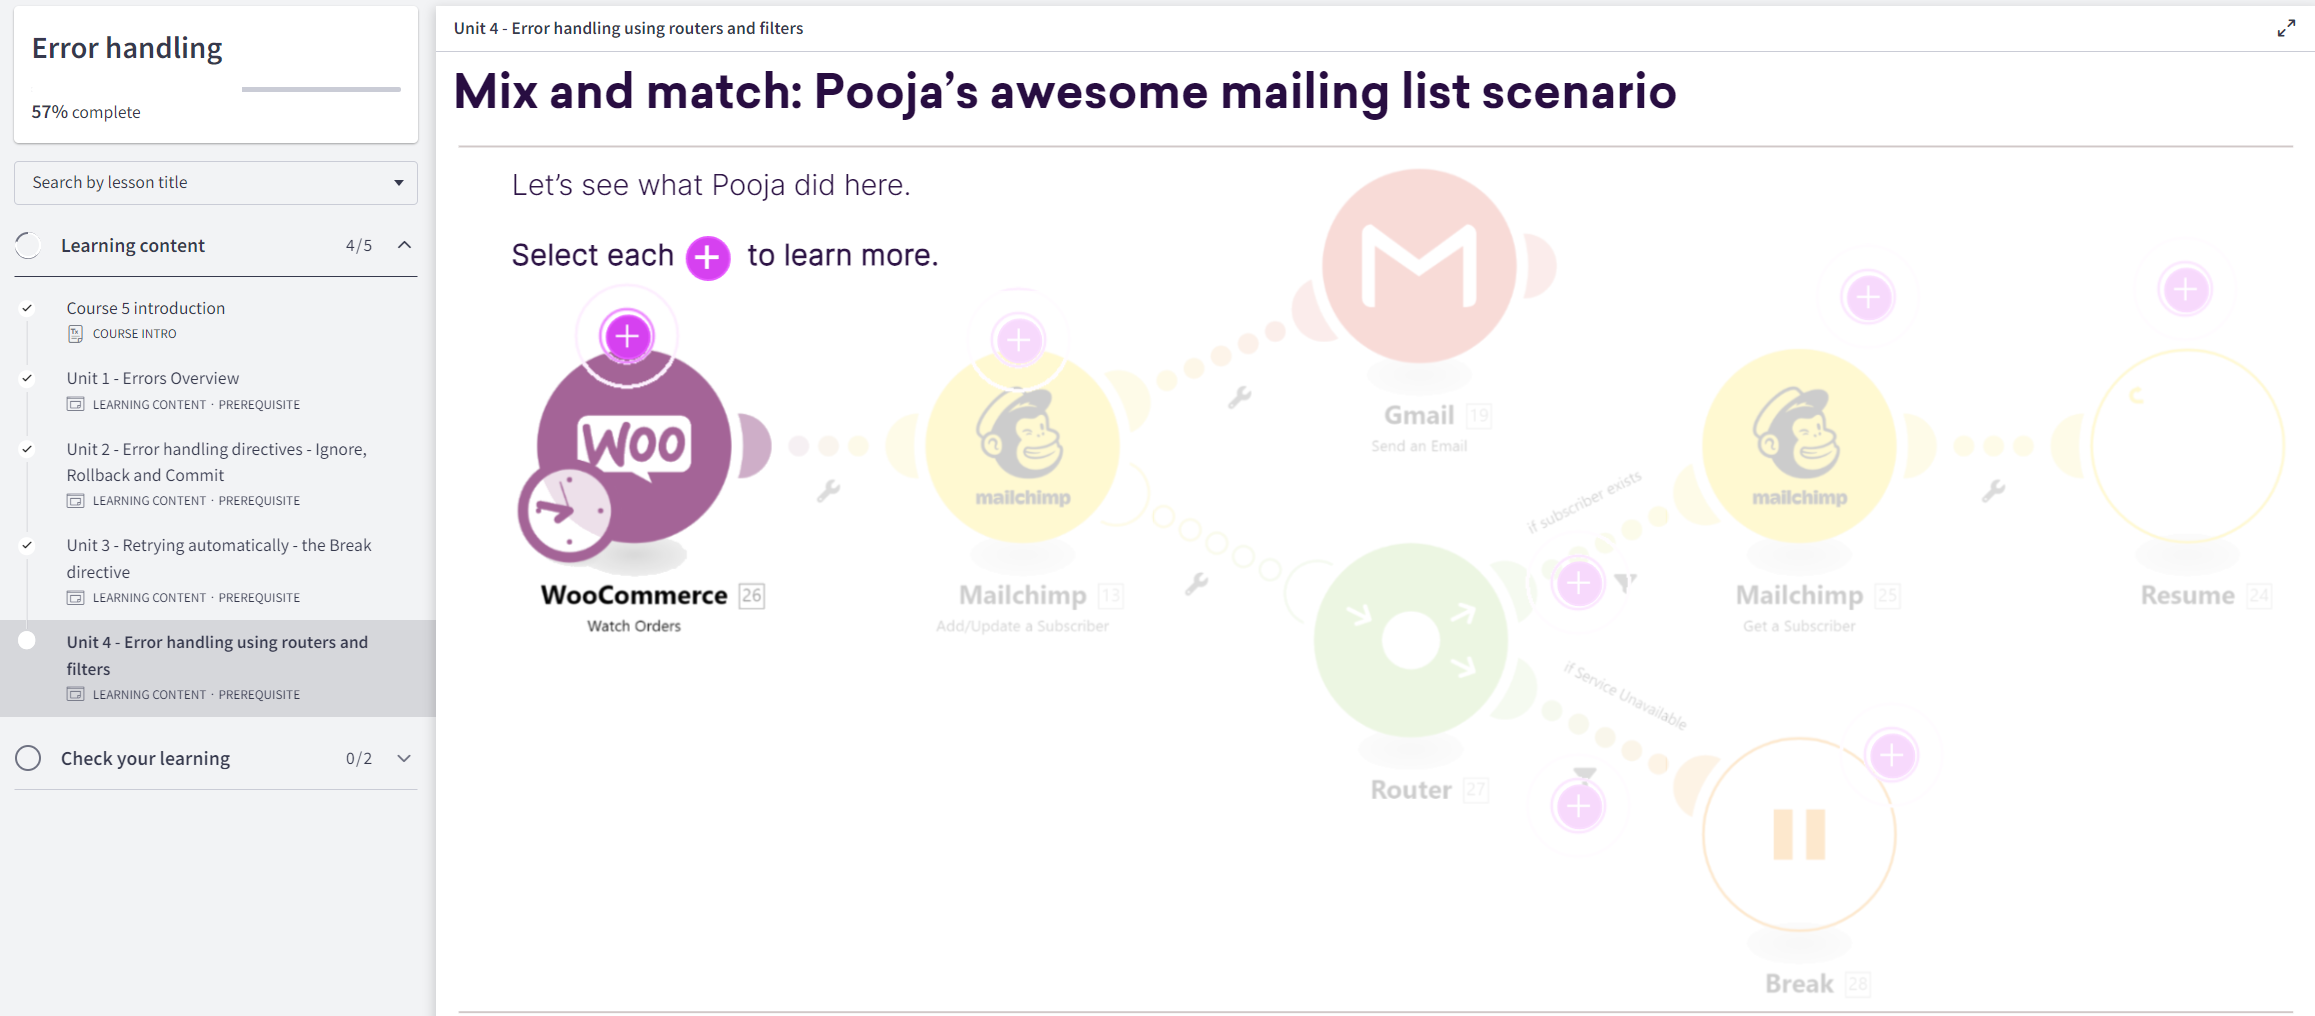 Error handling
57% complete
Search by lesson title
Learning content 4/5
Course 5 introduction
COURSE INTRO
Unit 1 - Errors Overview
LEARNING CONTENT · PREREQUISITE
Unit 2 - Error handling directives - Ignore,
Rollback and Commit
LEARNING CONTENT · PREREQUISITE
Unit 3 - Retrying automatically - the Break
directive
LEARNING CONTENT · PREREQUISITE
Unit 4 - Error handling using routers and
filters
LEARNING CONTENT · PREREQUISITE
Check your learning 0/2
Unit 4 - Error handling using routers and filters
Mix and match: Pooja’s awesome mailing list scenario
Let’s see what Pooja did here.
Select each + to learn more.
WOO
WooCommerce 26
Watch Orders
mailchimp
Mailchimp 13
Add/Update a Subscriber
Gmail 19
Send an Email
Router 27
if subscriber exists
if Service Unavailable
mailchimp
Mailchimp 25
Get a Subscriber
Resume 24
Break 28